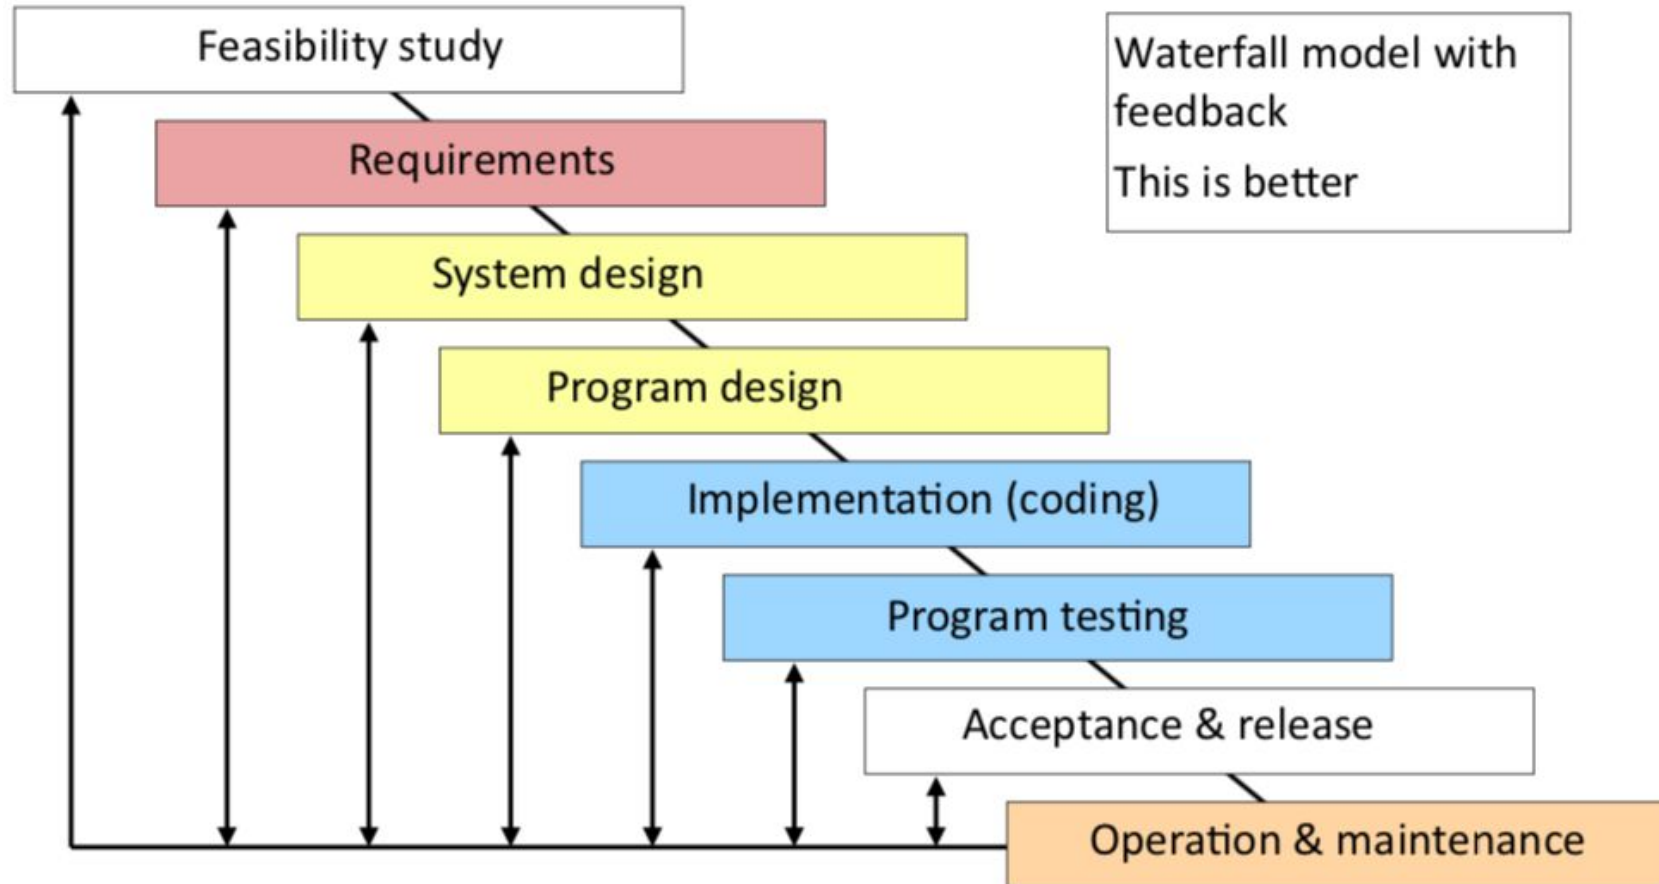 Feasibility study
Waterfall model with
feedback
This is better
Requirements
System design
Program design
Implementation (coding)
Program testing
Acceptance & release
Operation & maintenance